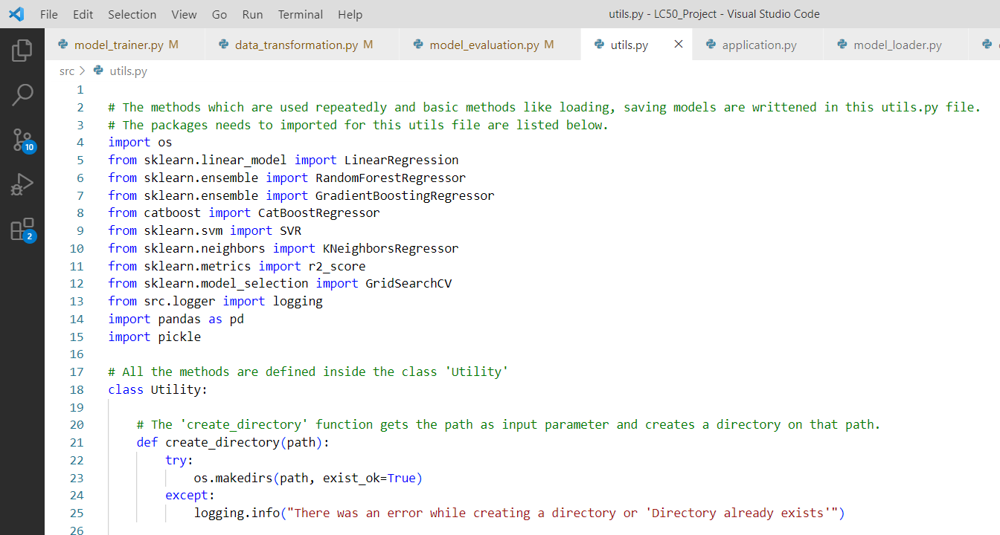 File Edit Selection View Go Run Terminal Help utils.py - LC50_Project - Visual Studio Code
model_trainer.py M data_transformation.py M model_evaluation.py M utils.py × application.py model_loader.py
src > utils.py
1
2 # The methods which are used repeatedly and basic methods like loading, saving models are writtened in this utils.py file.
3 # The packages needs to imported for this utils file are listed below.
4 import os
5 from sklearn.linear_model import LinearRegression
6 from sklearn.ensemble import RandomForestRegressor
7 from sklearn.ensemble import GradientBoostingRegressor
8 from catboost import CatBoostRegressor
9 from sklearn.svm import SVR
10 from sklearn.neighbors import KNeighborsRegressor
11 from sklearn.metrics import r2_score
12 from sklearn.model_selection import GridSearchCV
13 from src.logger import logging
14 import pandas as pd
15 import pickle
16
17 # All the methods are defined inside the class 'Utility'
18 class Utility:
19
20 # The 'create_directory' function gets the path as input parameter and creates a directory on that path.
21 def create_directory(path):
22 try:
23 os.makedirs(path, exist_ok=True)
24 except:
25 logging.info("There was an error while creating a directory or 'Directory already exists'")
26
10
2